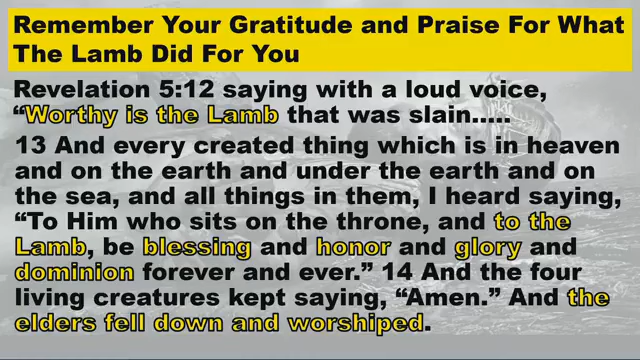 Remember Your Gratitude and Praise For What
The Lamb Did For You
Revelation 5:12 saying with a loud voice,
“Worthy is the Lamb that was slain.....
13 And every created thing which is in heaven
and on the earth and under the earth and on
the sea, and all things in them, I heard saying,
“To Him who sits on the throne, and to the
Lamb, be blessing and honor and glory and
dominion forever and ever.” 14 And the four
living creatures kept saying, “Amen.” And the
elders fell down and worshiped.